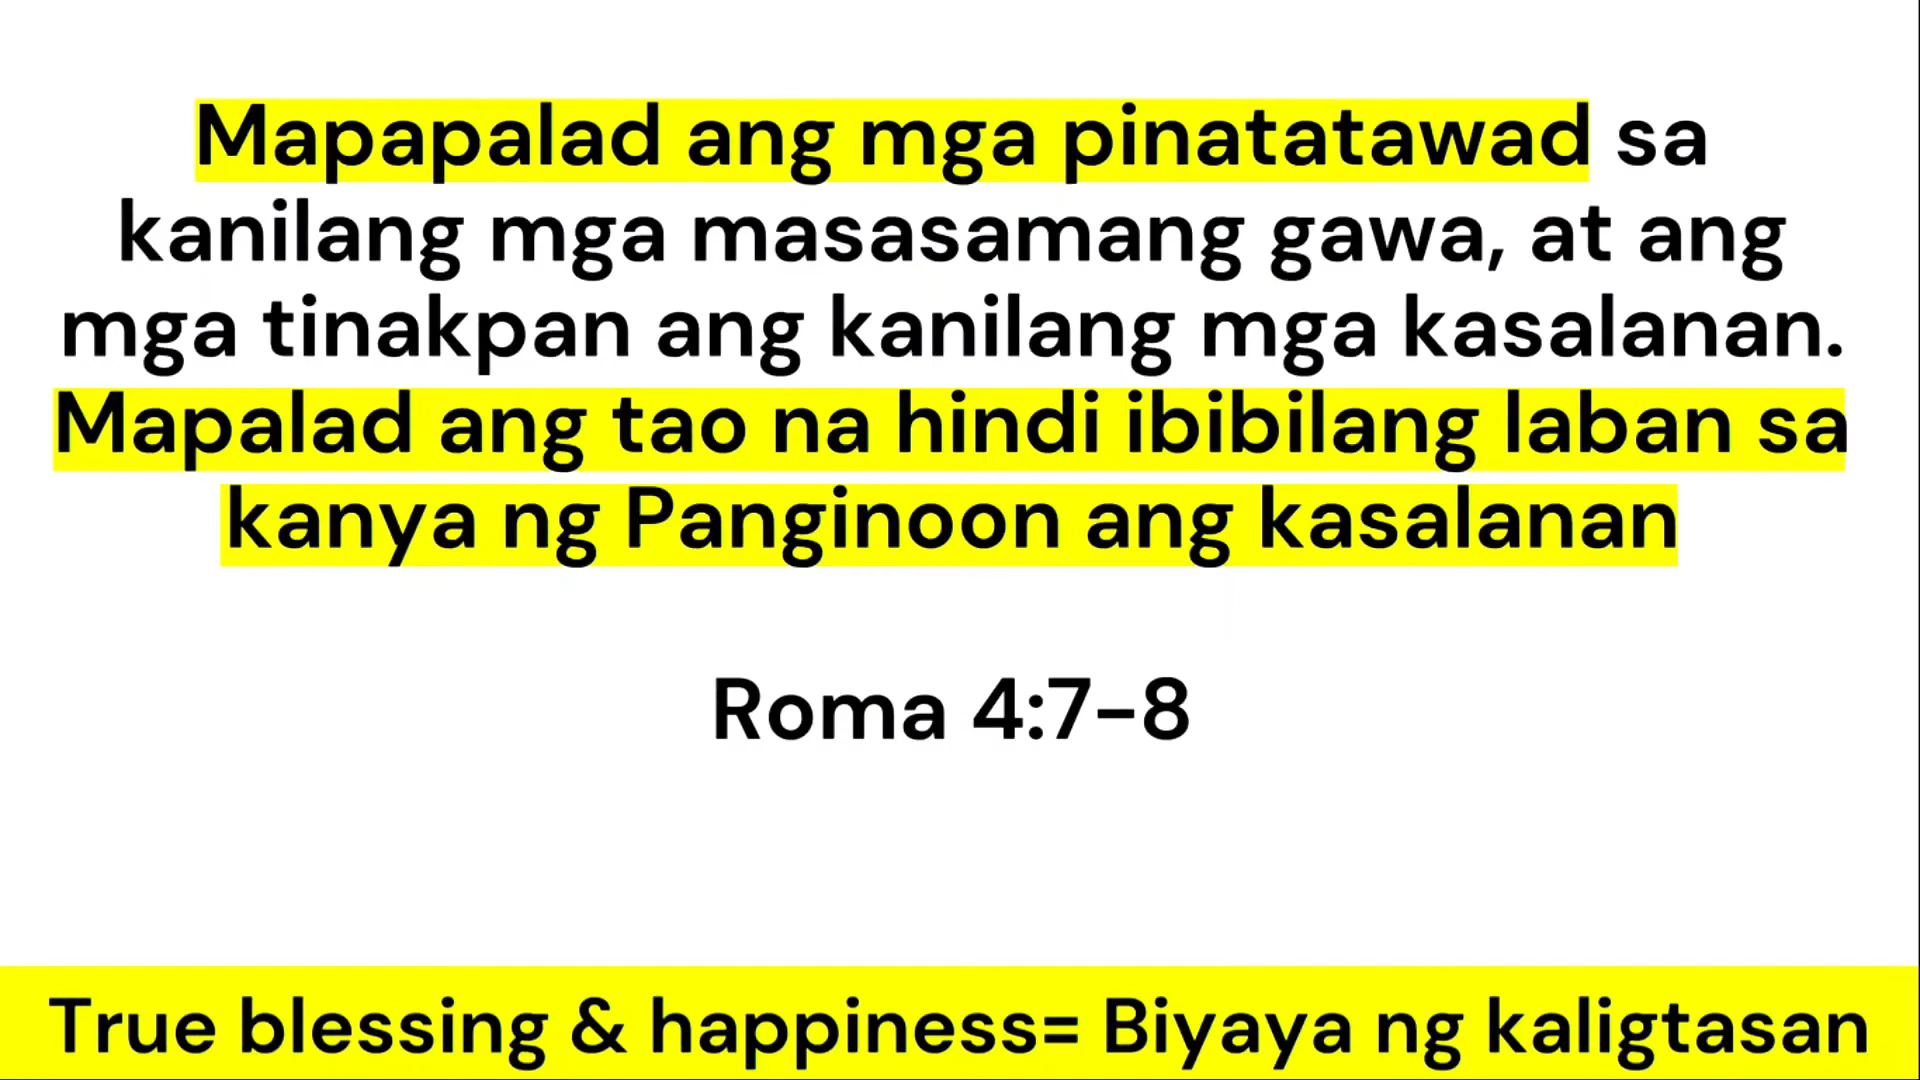 Mapapalad ang mga pinatatawad sa
kanilang mga masasamang gawa, at ang
mga tinakpan ang kanilang mga kasalanan.
Mapalad ang tao na hindi ibibilang laban sa
kanya ng Panginoon ang kasalanan
Roma 4:7-8
True blessing & happiness= Biyaya ng kaligtasan